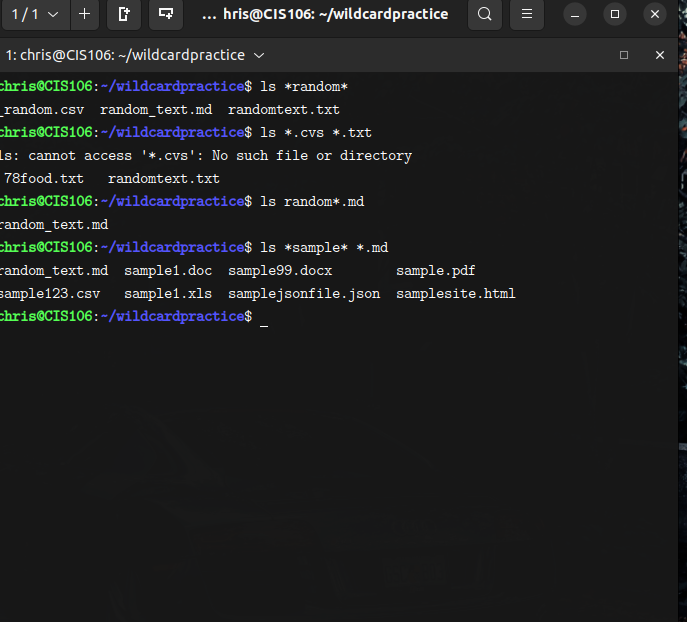 1 / 1 ... hris@CIS106: ~/wildcardpractice
1: chris@CIS106: ~/wildcardpractice
chris@CIS106:~/wildcardpractice$ ls *random*
_random.csv  random_text.md  randomtext.txt
chris@CIS106:~/wildcardpractice$ ls *.cvs *.txt
ls: cannot access '*.cvs': No such file or directory
78food.txt   randomtext.txt
chris@CIS106:~/wildcardpractice$ ls random*.md
random_text.md
chris@CIS106:~/wildcardpractice$ ls *sample* *.md
random_text.md  sample1.doc  sample99.docx        sample.pdf
sample123.csv   sample1.xls  samplejsonfile.json  samplesite.html
chris@CIS106:~/wildcardpractice$ _